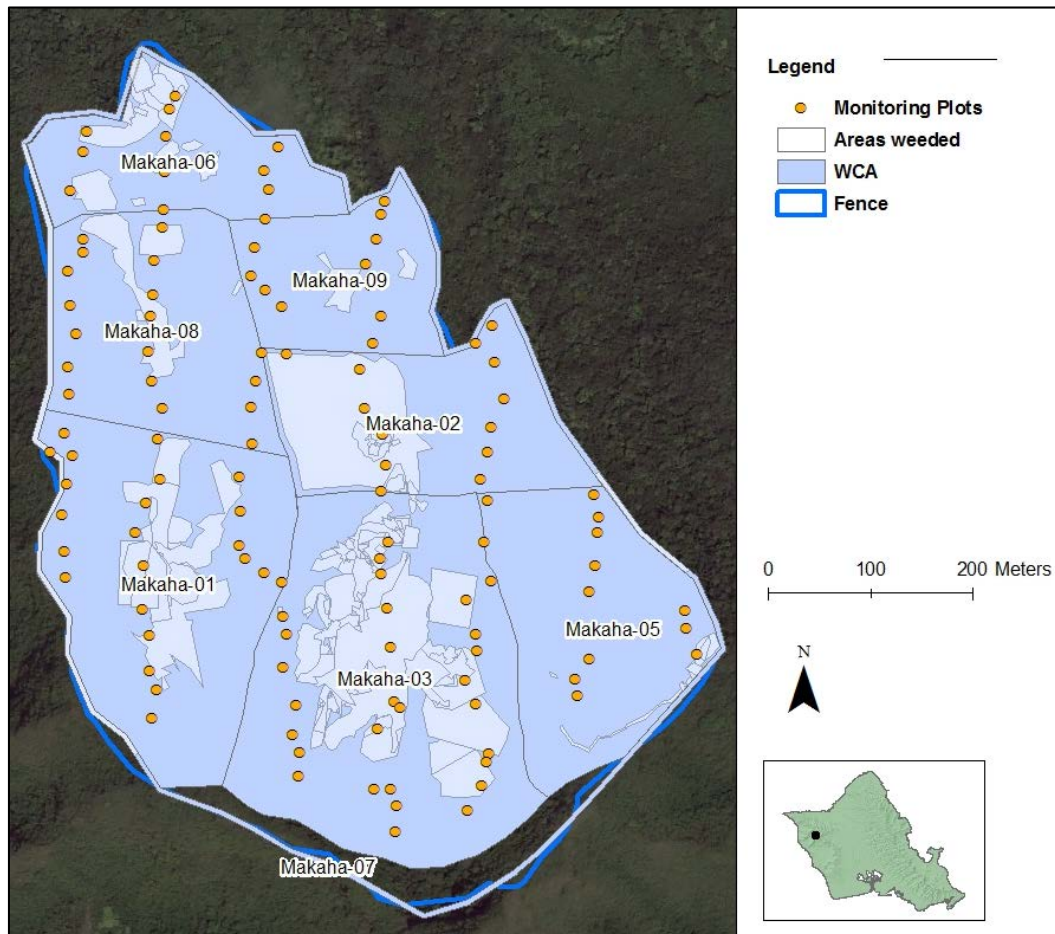 Makaha-06
Makaha-09
Makaha-08
Makaha-02
Makaha-01
Makaha-05
Makaha-03
Makaha-07
Legend
Monitoring Plots
Areas weeded
WCA
Fence
0 100 200 Meters
N